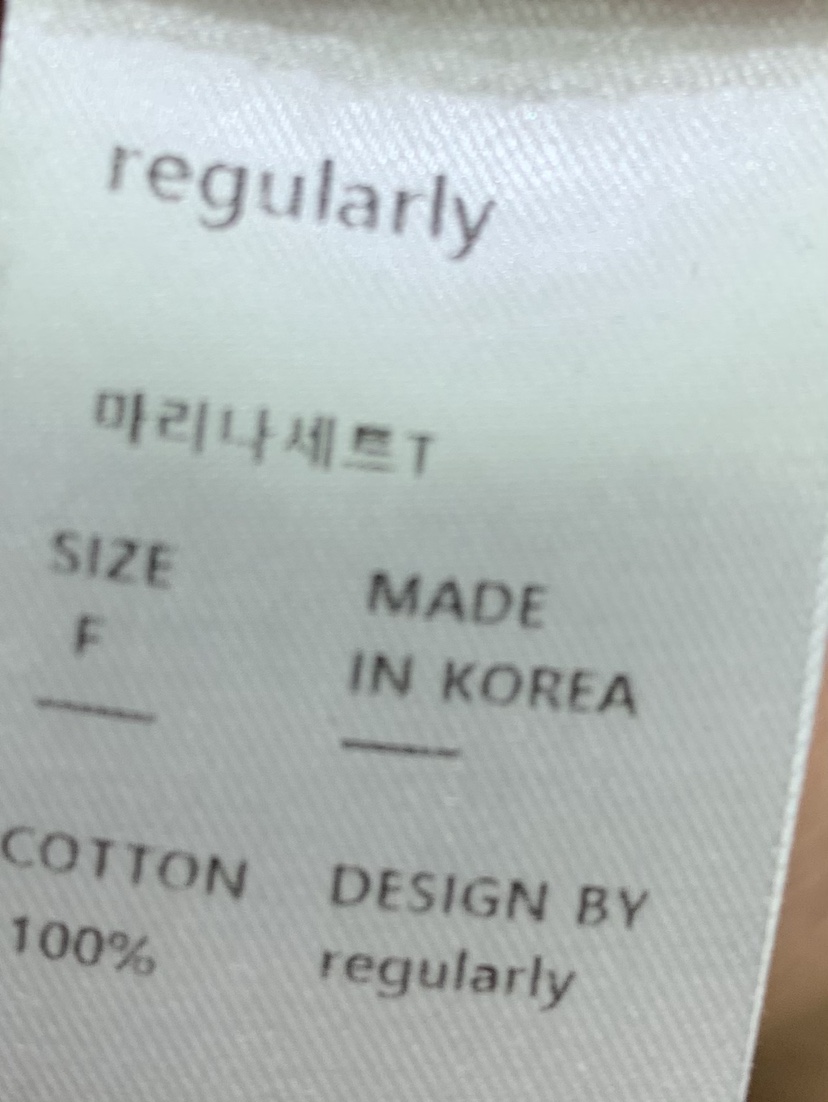 regularly
마리나세트T
SIZE
F
MADE
IN KOREA
COTTON
100%
DESIGN BY
regularly